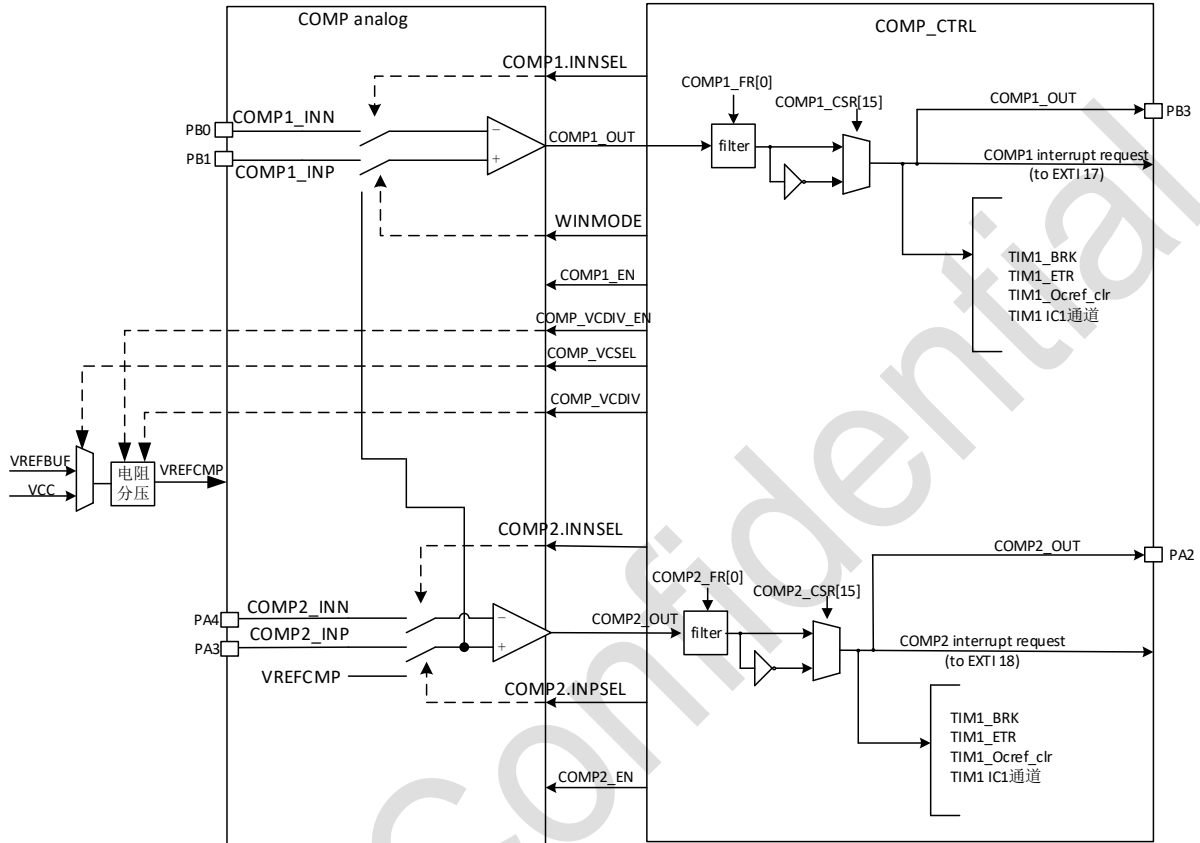 COMP analog
COMP_CTRL
COMP1.INNSEL
COMP1_FR[0]
COMP1_CSR[15]
COMP1_OUT
PB3
COMP1_INN
PB0
COMP1_OUT
filter
PB1
COMP1_INP
COMP1 interrupt request
(to EXTI 17)
WINMODE
TIM1_BRK
TIM1_ETR
TIM1_Ocref_clr
TIM1 IC1通道
COMP1_EN
COMP_VCDIV_EN
COMP_VCSEL
COMP_VCDIV
VREFBUF
VCC
电阻
分压
VREFCMP
COMP2.INNSEL
COMP2_OUT
PA2
COMP2_FR[0]
COMP2_CSR[15]
COMP2_INN
PA4
COMP2_OUT
filter
COMP2_INP
PA3
COMP2 interrupt request
(to EXTI 18)
VREFCMP
COMP2.INPSEL
TIM1_BRK
TIM1_ETR
TIM1_Ocref_clr
TIM1 IC1通道
COMP2_EN
－
+
－
+
Confidential